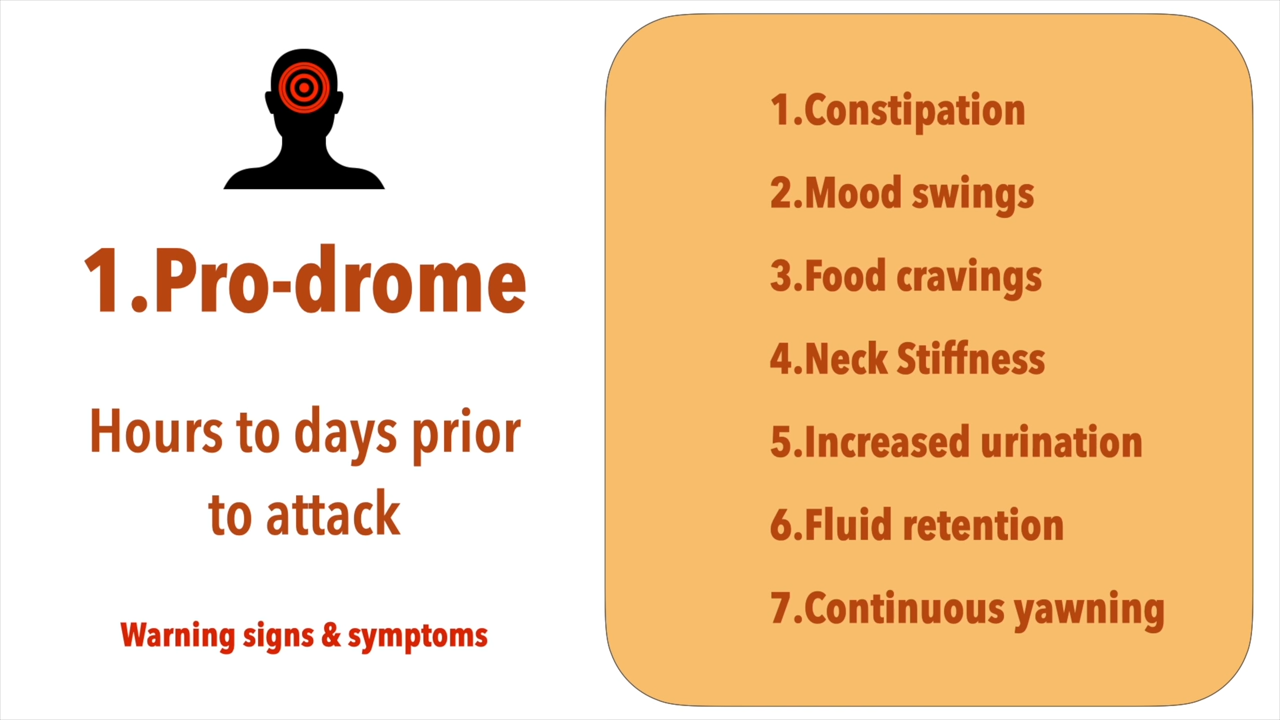 1.Pro-drome
Hours to days prior
to attack
Warning signs & symptoms
1.Constipation
2.Mood swings
3.Food cravings
4.Neck Stiffness
5.Increased urination
6.Fluid retention
7.Continuous yawning